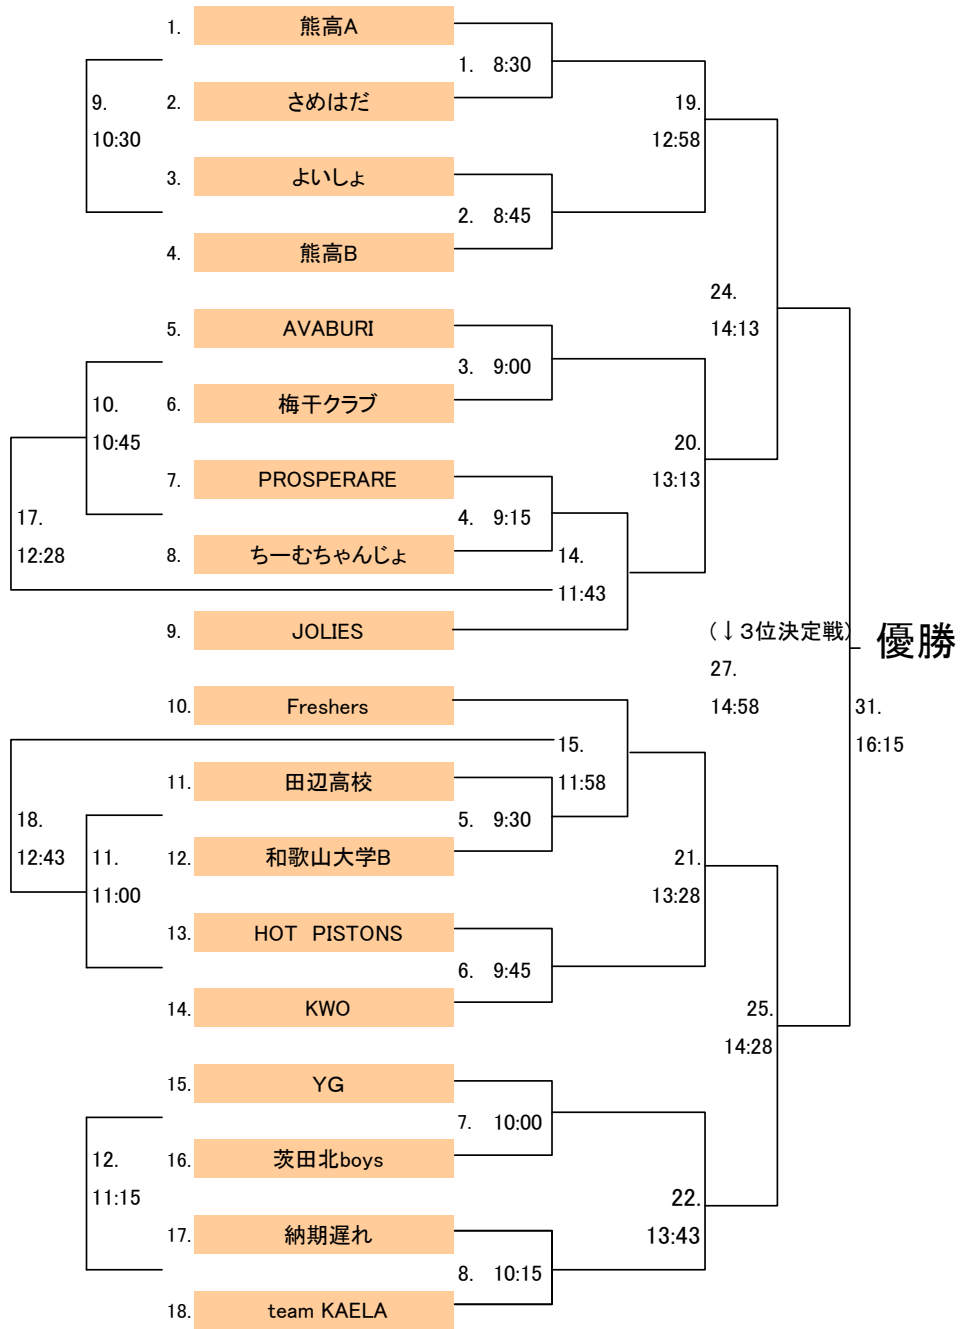 1. 熊高A
1. 8:30
9.
2. さめはだ
19.
10:30
12:58
3. よいしょ
2. 8:45
4. 熊高B
24.
5. AVABURI
14:13
3. 9:00
10.
6. 梅干クラブ
10:45
20.
7. PROSPERARE
13:13
17.
4. 9:15
12:28
8. ちーむちゃんじょ
14.
11:43
9. JOLIES
(↓3位決定戦)
優勝
27.
10. Freshers
14:58
31.
15.
16:15
11. 田辺高校
11:58
18.
5. 9:30
12:43
11.
12. 和歌山大学B
21.
11:00
13:28
13. HOT PISTONS
6. 9:45
14. KWO
25.
14:28
15. YG
7. 10:00
12.
16. 茨田北boys
11:15
22.
17. 納期遅れ
13:43
8. 10:15
18. team KAELA